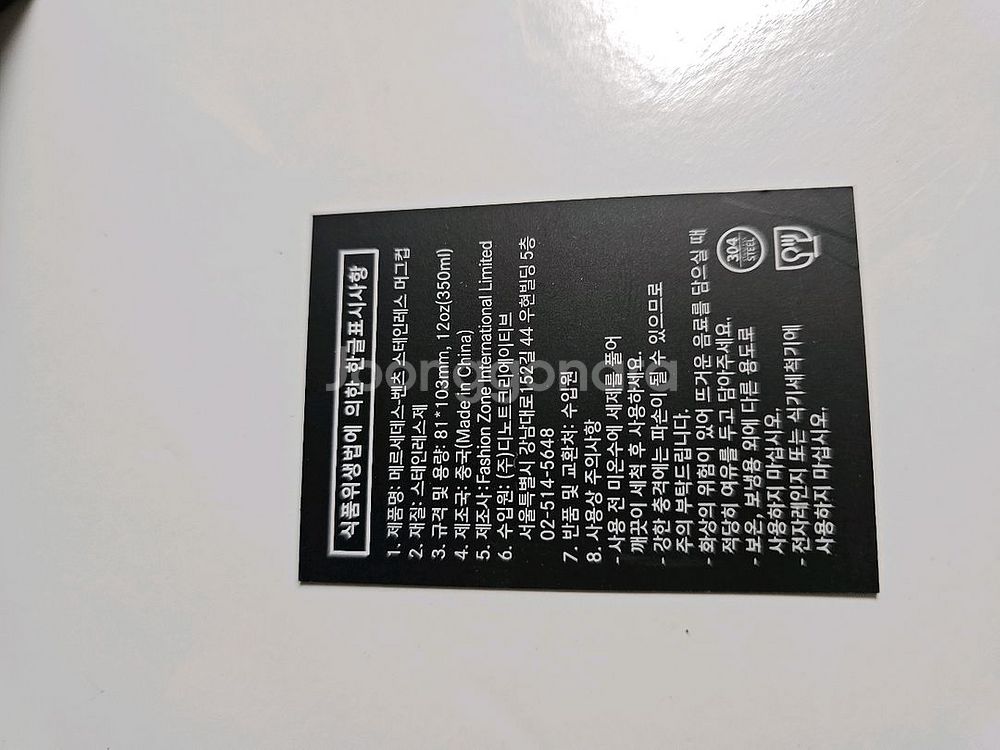 식품위생법에 의한 한글표시사항
1. 제품명: 메르세데스-벤츠 스테인레스 머그컵
2. 재질: 스테인레스제
3. 규격 및 용량: 81*103mm, 12oz(350ml)
4. 제조국: 중국(Made In China)
5. 제조사: Fashion Zone International Limited
6. 수입원: (주)디노트크리에이티브
서울특별시 강남대로152길 44 우현빌딩 5층
02-514-5648
7. 반품 및 교환처: 수입원
8. 사용상 주의사항
- 사용 전 미온수에 세제를 풀어
깨끗이 세척 후 사용하세요.
- 강한 충격에는 파손이 될 수 있으므로
주의 부탁드립니다.
- 화상의 위험이 있어 뜨거운 음료를 담으실 때
적당히 여유를 두고 담아주세요.
- 보온, 보냉용 외에 다른 용도로
사용하지 마십시오.
- 전자레인지 또는 식기세척기에
사용하지 마십시오.
304
STEEL
Joonggonara